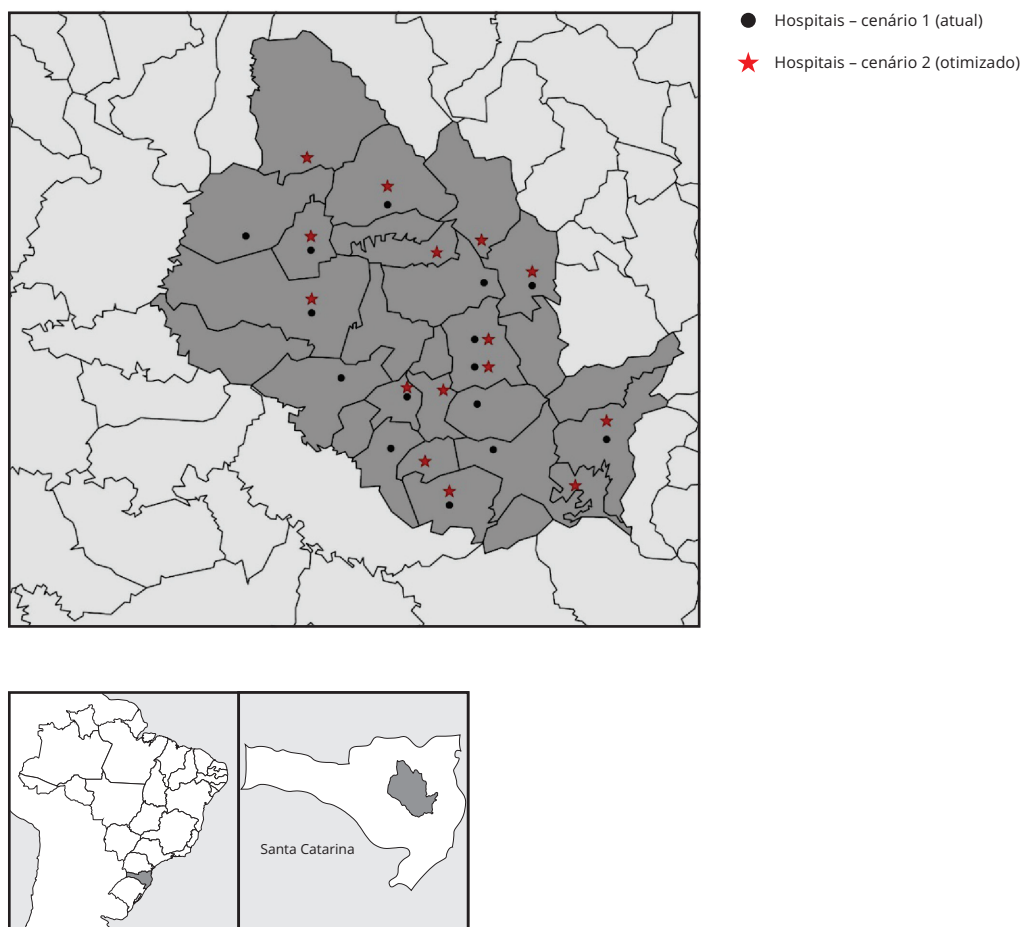 Hospitais – cenário 1 (atual)
Hospitais – cenário 2 (otimizado)
Santa Catarina